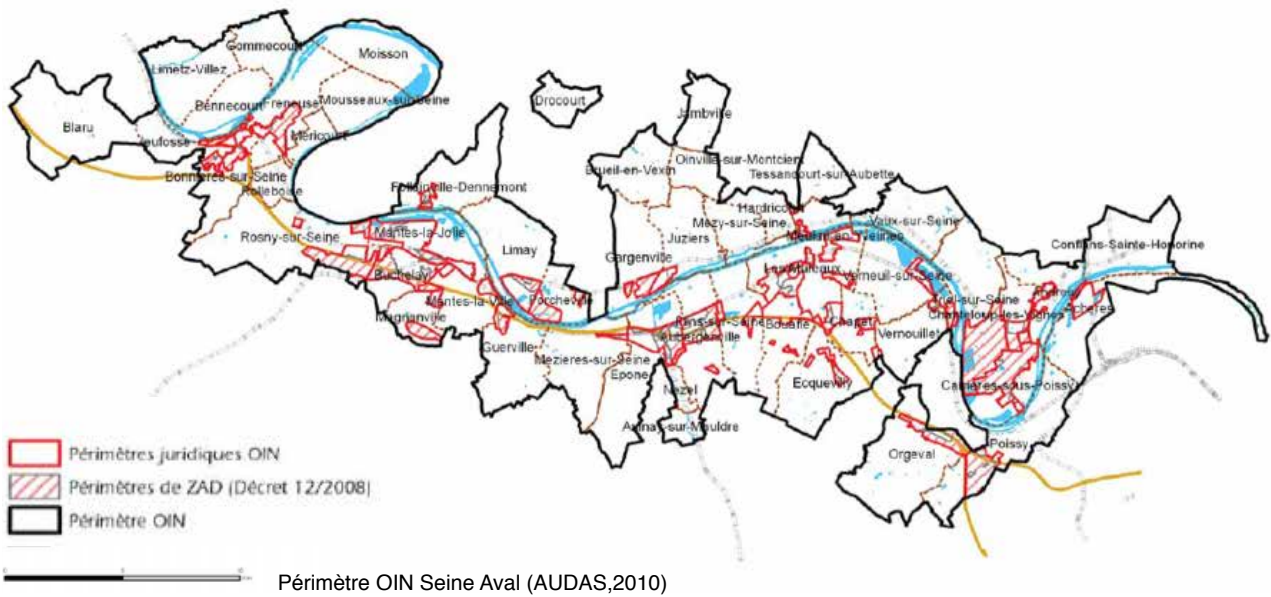 Gommecourt
Moisson
Limetz-Villez
Bennecourt
Freneuse
Mousseaux-sur-Seine
Drocourt
Jambville
Blaru
Jeufosse
Méricourt
Oinville-sur-Montcient
Brueil-en-Vexin
Tessancourt-sur-Aubette
Bonnières-sur-Seine
Rolleboise
Follainville-Dennemont
Hardricourt
Mézy-sur-Seine
Vaux-sur-Seine
Rosny-sur-Seine
Mantes-la-Jolie
Juziers
Meulan-en-Yvelines
Conflans-Sainte-Honorine
Limay
Gargenville
Les Mureaux
Verneuil-sur-Seine
Buchelay
Mantes-la-Ville
Porcheville
Triel-sur-Seine
Andrésy
Achères
Chanteloup-les-Vignes
Magnanville
Flins-sur-Seine
Bouafle
Chapet
Vernouillet
Aubergenville
Guerville
Mézières-sur-Seine
Epone
Nézel
Ecquevilly
Carrières-sous-Poissy
Aulnay-sur-Mauldre
Orgeval
Poissy
Périmètres juridiques OIN
Périmètres de ZAD (Décret 12/2008)
Périmètre OIN
Périmètre OIN Seine Aval (AUDAS,2010)